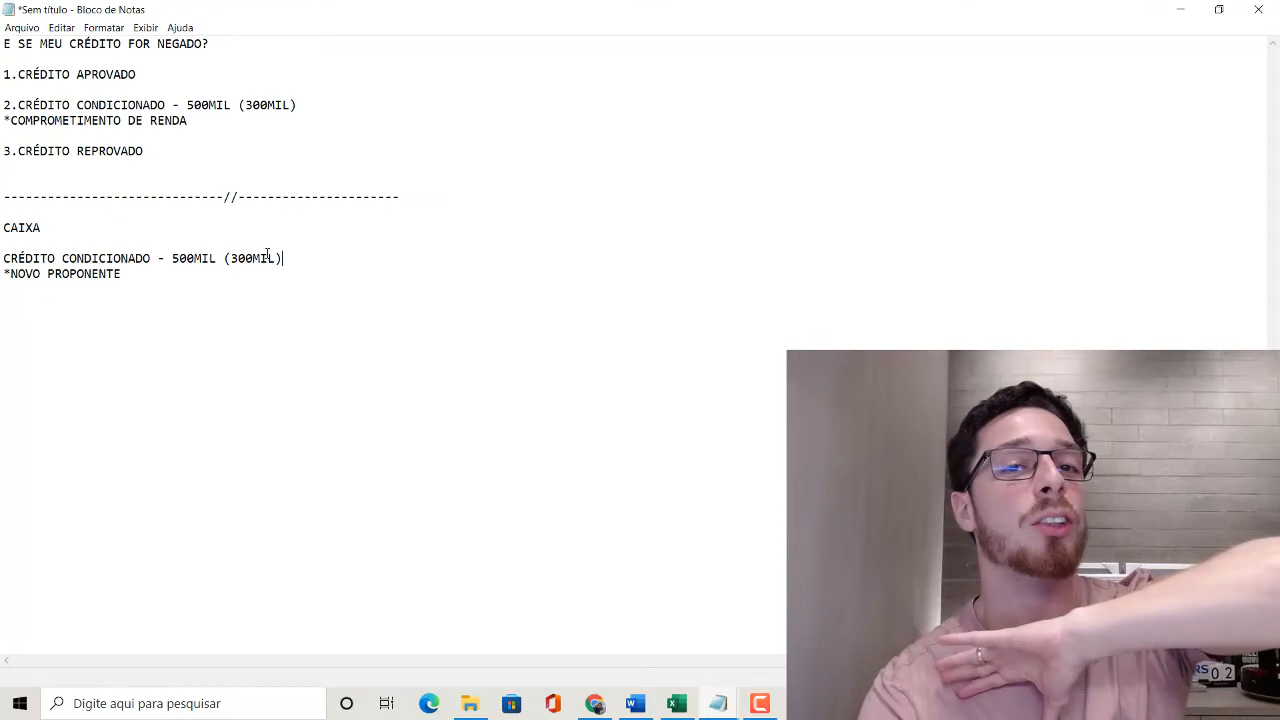 *Sem título - Bloco de Notas
Arquivo Editar Formatar Exibir Ajuda
E SE MEU CRÉDITO FOR NEGADO?
1.CRÉDITO APROVADO
2.CRÉDITO CONDICIONADO - 500MIL (300MIL)
*COMPROMETIMENTO DE RENDA
3.CRÉDITO REPROVADO
------------------------------//----------------------
CAIXA
CRÉDITO CONDICIONADO - 500MIL (300MIL)
*NOVO PROPONENTE
02
Digite aqui para pesquisar